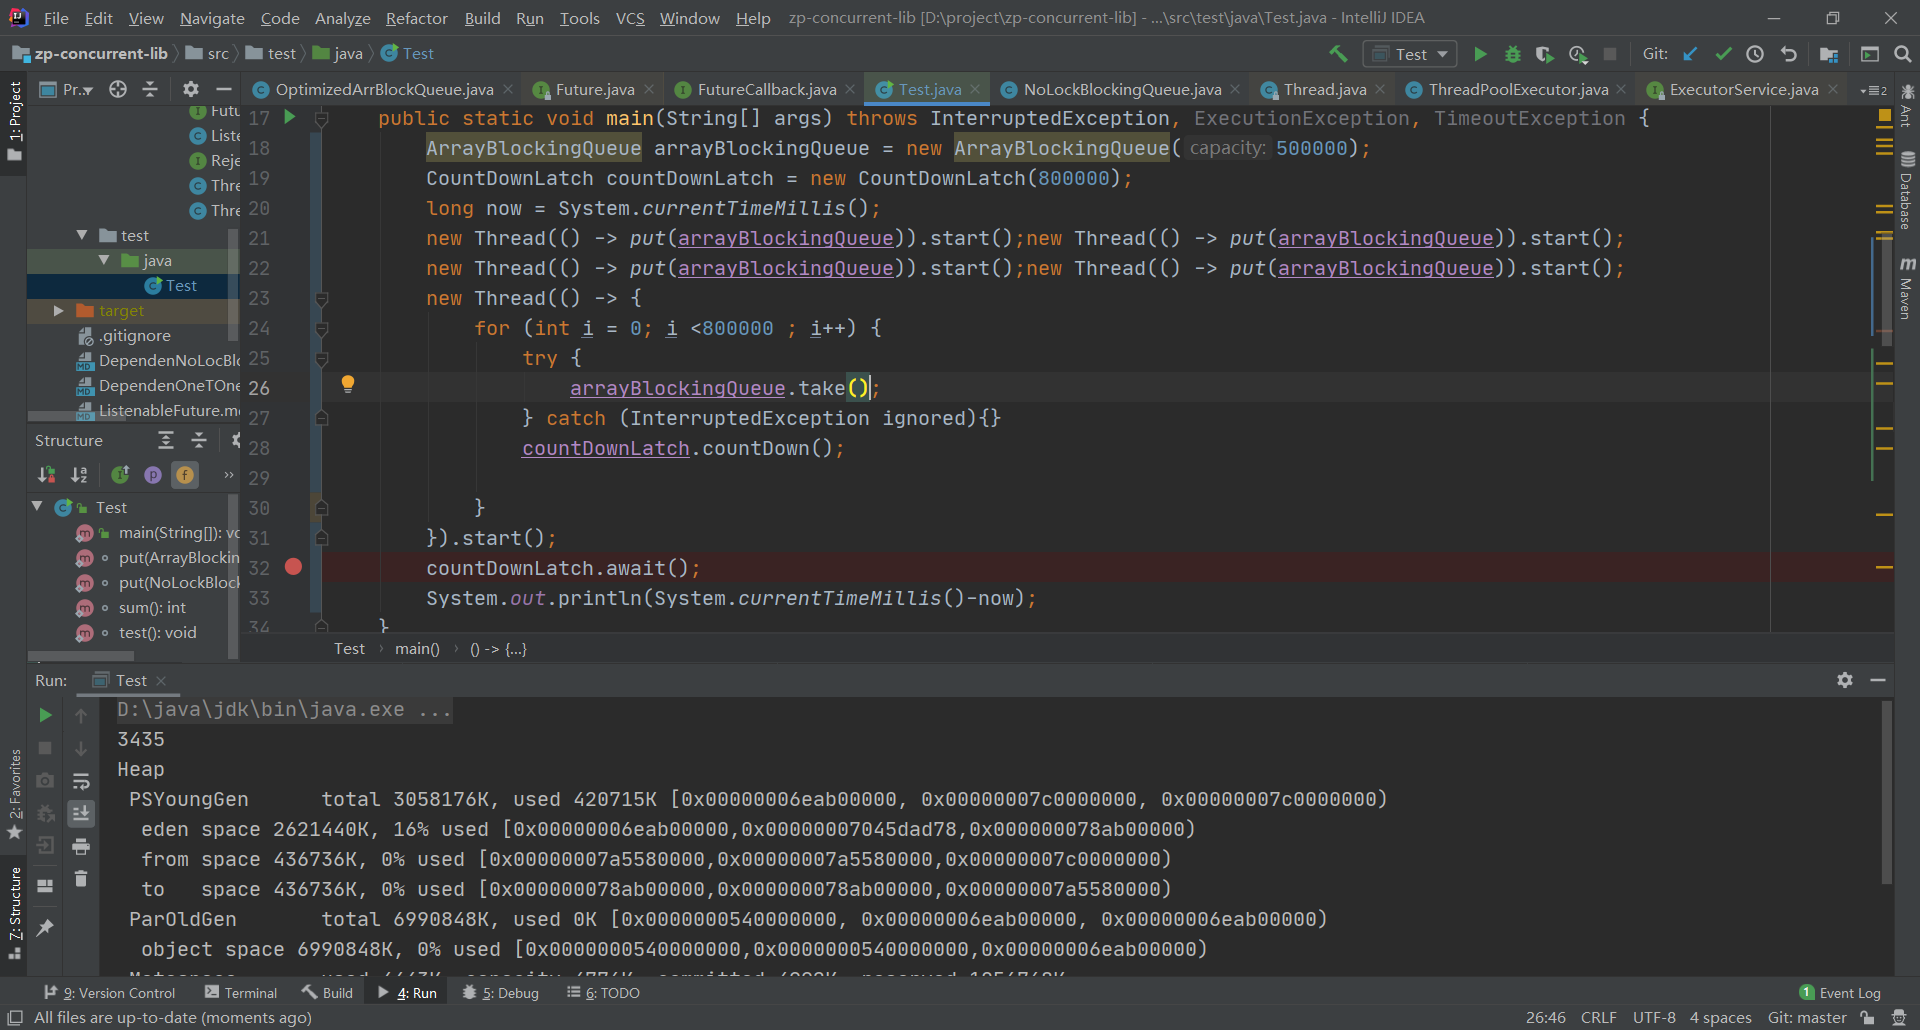 File Edit View Navigate Code Analyze Refactor Build Run Tools VCS Window Help zp-concurrent-lib [D:\project\zp-concurrent-lib] - ...\src\test\java\Test.java - IntelliJ IDEA
zp-concurrent-lib src test java Test
Test Git:
1: Project
Pr...
OptimizedArrBlockQueue.java Future.java FutureCallback.java Test.java NoLockBlockingQueue.java Thread.java ThreadPoolExecutor.java ExecutorService.java 2
Futu
Liste
Reje
Thre
Thre
test
java
Test
target
.gitignore
DependenNoLocBlo
DependenOneTOne
ListenableFuture.m
17 public static void main(String[] args) throws InterruptedException, ExecutionException, TimeoutException {
18 ArrayBlockingQueue arrayBlockingQueue = new ArrayBlockingQueue( capacity: 500000);
19 CountDownLatch countDownLatch = new CountDownLatch(800000);
20 long now = System.currentTimeMillis();
21 new Thread(() -> put(arrayBlockingQueue)).start();new Thread(() -> put(arrayBlockingQueue)).start();
22 new Thread(() -> put(arrayBlockingQueue)).start();new Thread(() -> put(arrayBlockingQueue)).start();
23 new Thread(() -> {
24 for (int i = 0; i <800000 ; i++) {
25 try {
26 arrayBlockingQueue.take();
27 } catch (InterruptedException ignored){}
28 countDownLatch.countDown();
29
30 }
31 }).start();
32 countDownLatch.await();
33 System.out.println(System.currentTimeMillis()-now);
34 }
Test main() () -> {...}
Ant
Database
Maven
Structure
Test
main(String[]): vo
put(ArrayBlockin
put(NoLockBlock
sum(): int
test(): void
Run: Test
D:\java\jdk\bin\java.exe ...
3435
Heap
PSYoungGen total 3058176K, used 420715K [0x00000006eab00000, 0x00000007c0000000, 0x00000007c0000000)
eden space 2621440K, 16% used [0x00000006eab00000,0x00000007045dad78,0x000000078ab00000)
from space 436736K, 0% used [0x00000007a5580000,0x00000007a5580000,0x00000007c0000000)
to space 436736K, 0% used [0x000000078ab00000,0x000000078ab00000,0x00000007a5580000)
ParOldGen total 6990848K, used 0K [0x0000000540000000, 0x00000006eab00000, 0x00000006eab00000)
object space 6990848K, 0% used [0x0000000540000000,0x0000000540000000,0x00000006eab00000)
2: Favorites
7: Structure
9: Version Control Terminal Build 4: Run 5: Debug 6: TODO 1 Event Log
All files are up-to-date (moments ago) 26:46 CRLF UTF-8 4 spaces Git: master